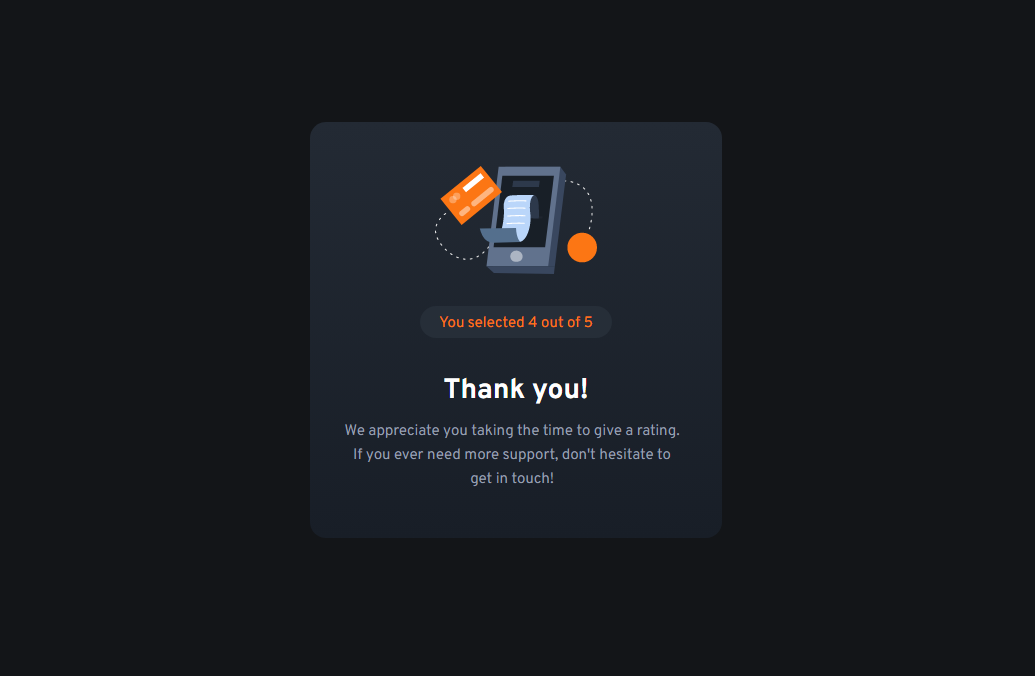 You selected 4 out of 5
Thank you!
We appreciate you taking the time to give a rating.
If you ever need more support, don't hesitate to
get in touch!